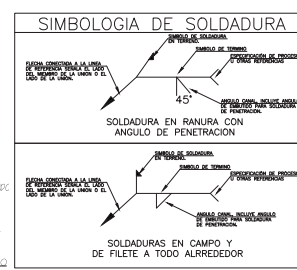 SIMBOLOGIA DE SOLDADURA
SIMBOLO DE SOLDADURA
EN TERRENO.
SIMBOLO DE TERMINO
ESPECIFICACIÓN DE PROCESO
U OTRAS REFERENCIAS
FLECHA CONECTADA A LA LINEA
DE REFERENCIA SEÑALA EL LADO
DEL MIEMBRO DE LA UNION O EL
LADO DE LA UNION.
45°
ANGULO CANAL, INCLUYE ANGULO
DE EMBUTIDO PARA SOLDADURA
DE PENETRACION.
SOLDADURA EN RANURA CON
ANGULO DE PENETRACION
SIMBOLO DE SOLDADURA
EN TERRENO.
SIMBOLO DE TERMINO
ESPECIFICACIÓN DE PROCESO
U OTRAS REFERENCIAS
FLECHA CONECTADA A LA LINEA
DE REFERENCIA SEÑALA EL LADO
DEL MIEMBRO DE LA UNION O EL
LADO DE LA UNION.
ANGULO CANAL, INCLUYE ANGULO
DE EMBUTIDO PARA SOLDADURA
DE PENETRACION.
SOLDADURAS EN CAMPO Y
DE FILETE A TODO ALRREDEDOR